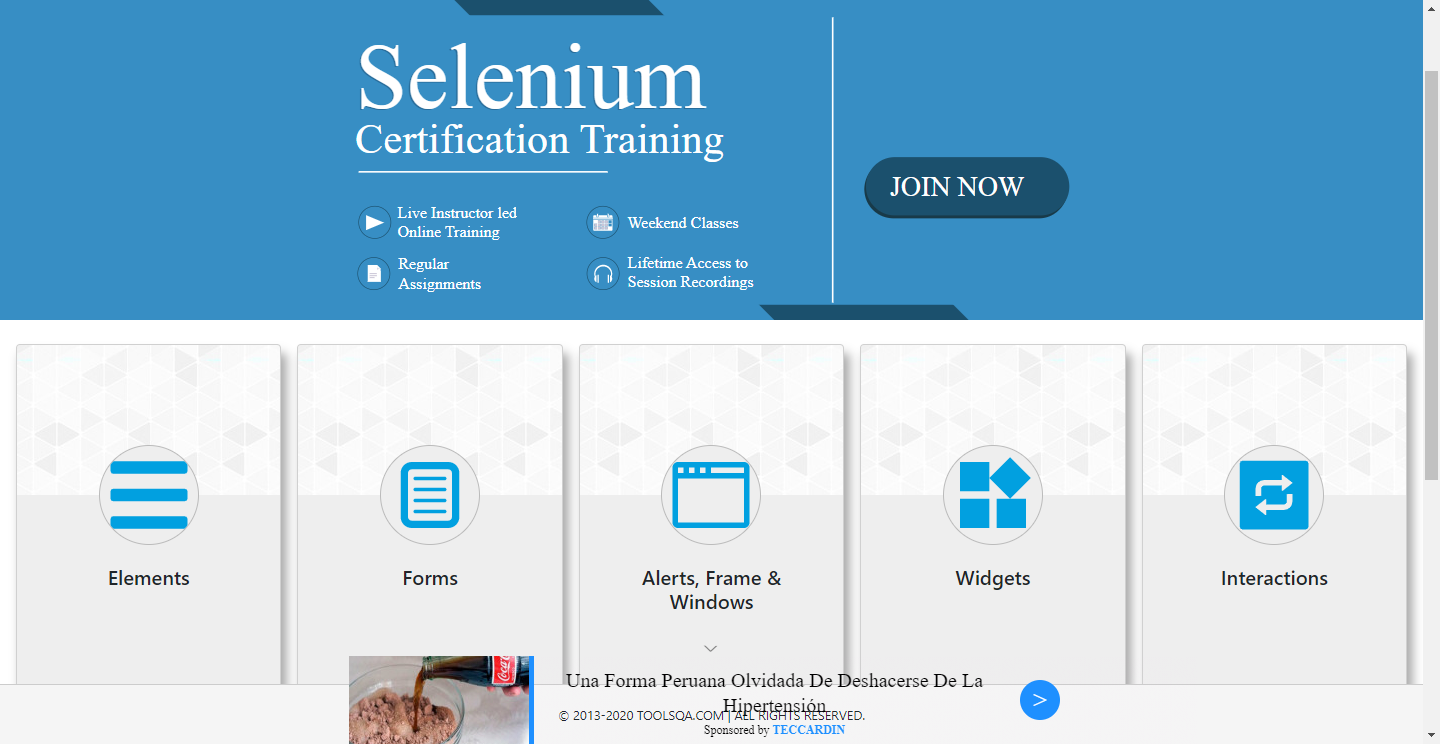 Selenium
Certification Training
Live Instructor led
Online Training
Weekend Classes
Regular
Assignments
Lifetime Access to
Session Recordings
JOIN NOW
Elements
Forms
Alerts, Frame &
Windows
Widgets
Interactions
Coca-Cola
Una Forma Peruana Olvidada De Deshacerse De La
Hipertensión
>
© 2013-2020 TOOLSQA.COM | ALL RIGHTS RESERVED.
Sponsored by TECCARDIN